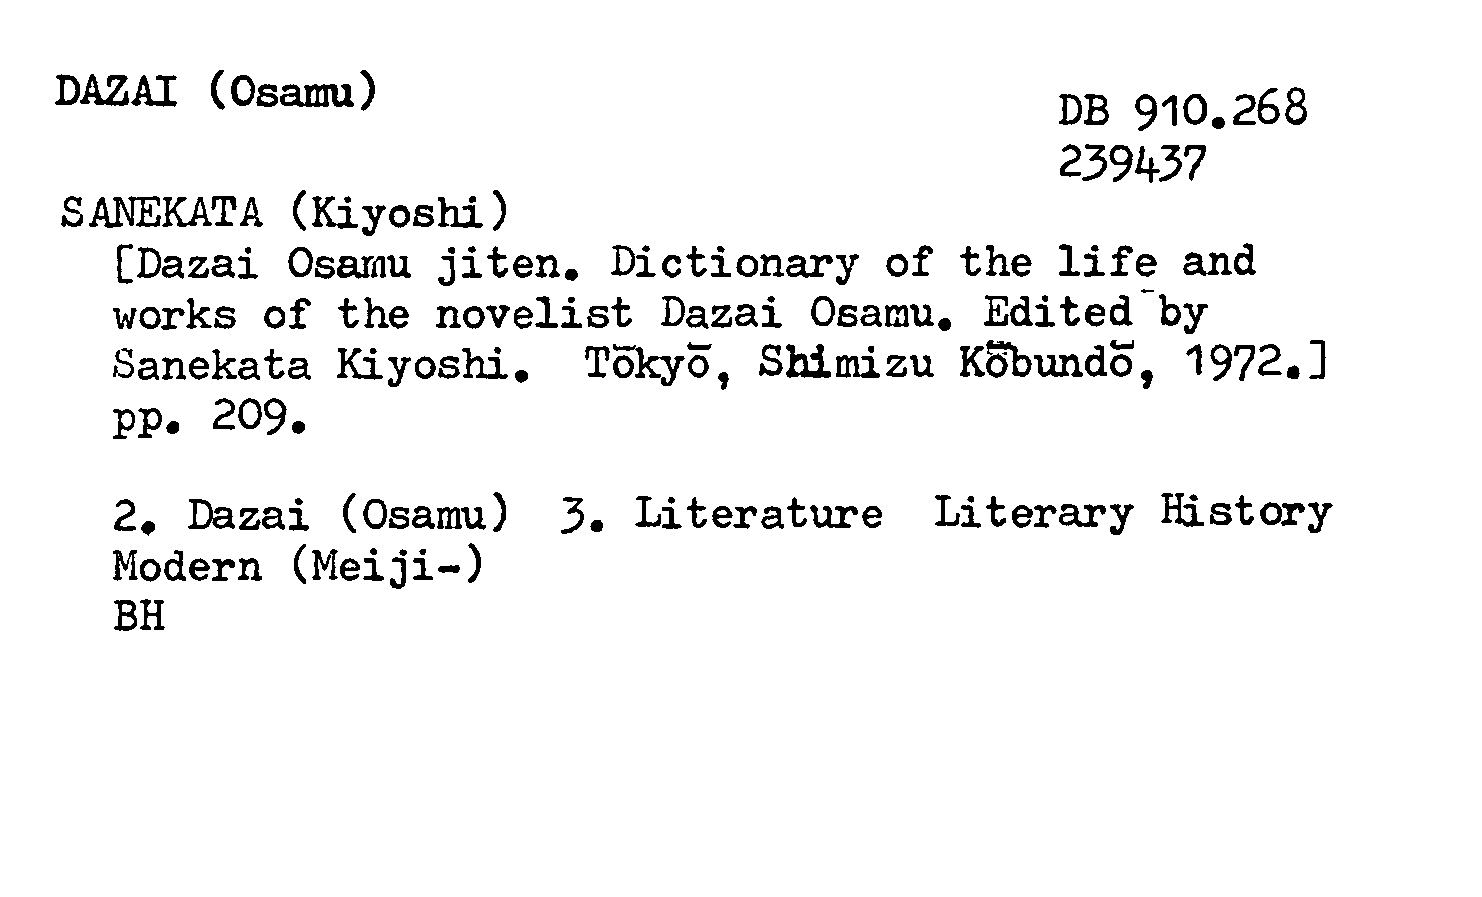 DAZAI (Osamu)
DB 910.268
239437
SANEKATA (Kiyoshi)
[Dazai Osamu jiten. Dictionary of the life and
works of the novelist Dazai Osamu. Edited by
Sanekata Kiyoshi. Tōkyō, Shimizu Kōbundō, 1972.]
pp. 209.
2. Dazai (Osamu) 3. Literature Literary History
Modern (Meiji-)
BH